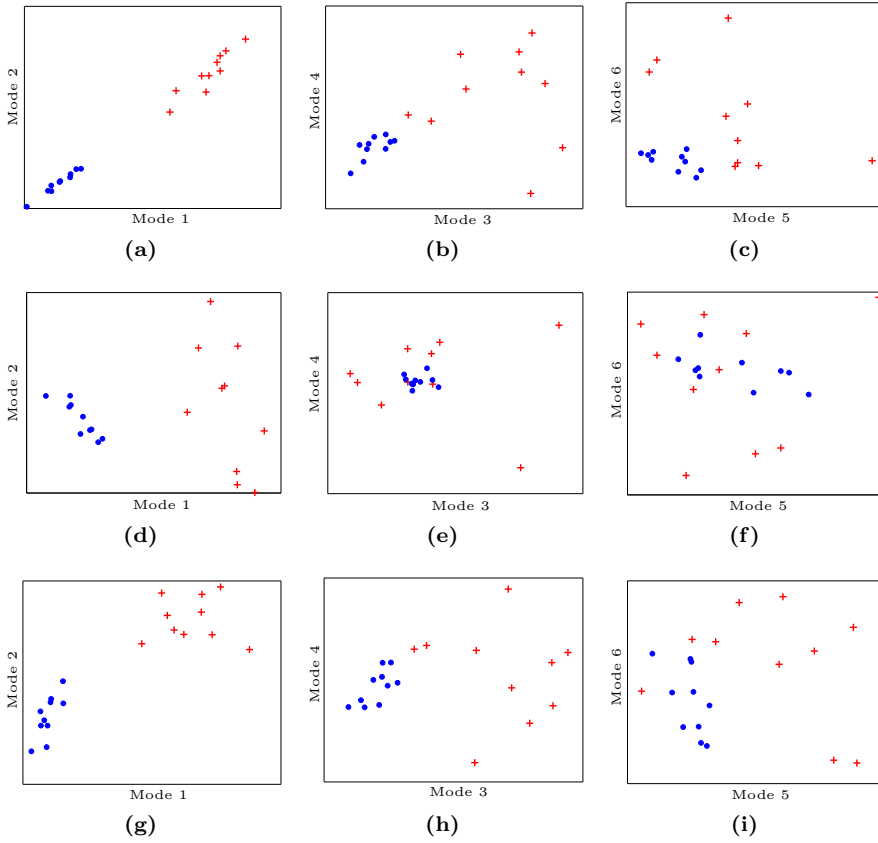 Mode 2
Mode 4
Mode 6
Mode 1
Mode 3
Mode 5
(a)
(b)
(c)
Mode 2
Mode 4
Mode 6
Mode 1
Mode 3
Mode 5
(d)
(e)
(f)
Mode 2
Mode 4
Mode 6
Mode 1
Mode 3
Mode 5
(g)
(h)
(i)